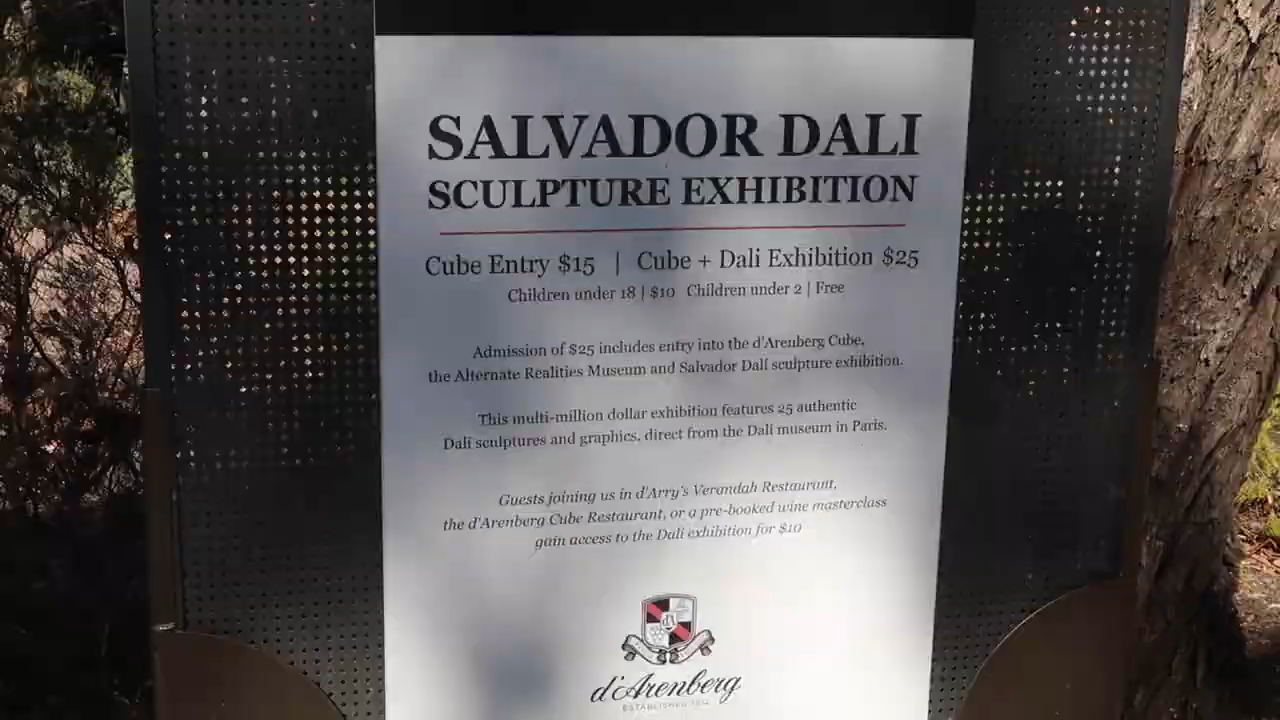 SALVADOR DALI
SCULPTURE EXHIBITION
Cube Entry $15 | Cube + Dali Exhibition $25
Children under 18 | $10 Children under 2 | Free
Admission of $25 includes entry into the d'Arenberg Cube,
the Alternate Realities Museum and Salvador Dalí sculpture exhibition.
This multi-million dollar exhibition features 25 authentic
Dalí sculptures and graphics, direct from the Dalí museum in Paris.
Guests joining us in d'Arry's Verandah Restaurant,
the d'Arenberg Cube Restaurant, or a pre-booked wine masterclass
gain access to the Dalí exhibition for $10
d'Arenberg
ESTABLISHED